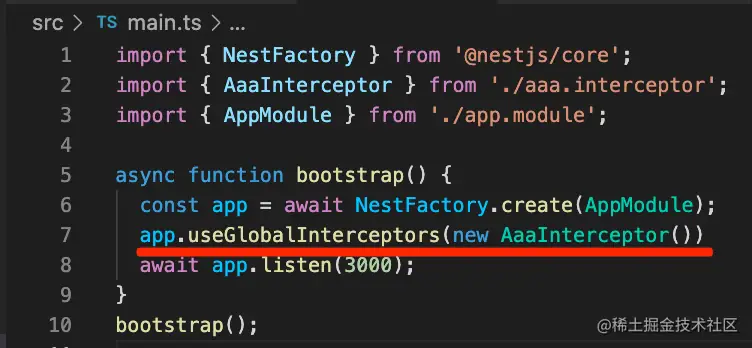 src > TS main.ts > ...
1 import { NestFactory } from '@nestjs/core';
2 import { AaaInterceptor } from './aaa.interceptor';
3 import { AppModule } from './app.module';
4
5 async function bootstrap() {
6 const app = await NestFactory.create(AppModule);
7 app.useGlobalInterceptors(new AaaInterceptor())
8 await app.listen(3000);
9 }
10 bootstrap();
@稀土掘金技术社区